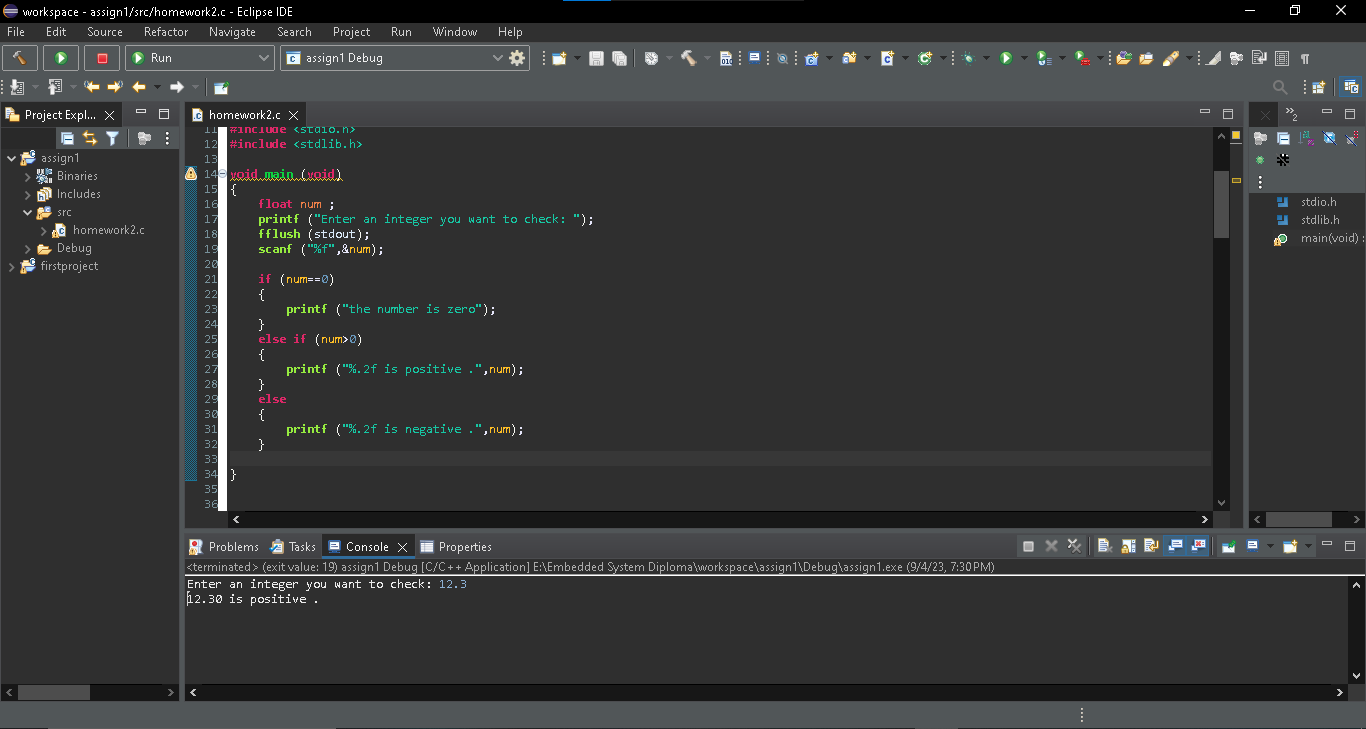 workspace - assign1/src/homework2.c - Eclipse IDE
File Edit Source Refactor Navigate Search Project Run Window Help
Run assign1 Debug
Project Expl...
assign1
Binaries
Includes
src
homework2.c
Debug
firstproject
homework2.c
11 #include <stdio.h>
12 #include <stdlib.h>
13
14 void main (void)
15 {
16 float num ;
17 printf ("Enter an integer you want to check: ");
18 fflush (stdout);
19 scanf ("%f",&num);
20
21 if (num==0)
22 {
23 printf ("the number is zero");
24 }
25 else if (num>0)
26 {
27 printf ("%.2f is positive .",num);
28 }
29 else
30 {
31 printf ("%.2f is negative .",num);
32 }
33
34 }
35
36
2
stdio.h
stdlib.h
main(void) :
Problems Tasks Console Properties
<terminated> (exit value: 19) assign1 Debug [C/C++ Application] E:\Embedded System Diploma\workspace\assign1\Debug\assign1.exe (9/4/23, 7:30 PM)
Enter an integer you want to check: 12.3
12.30 is positive .